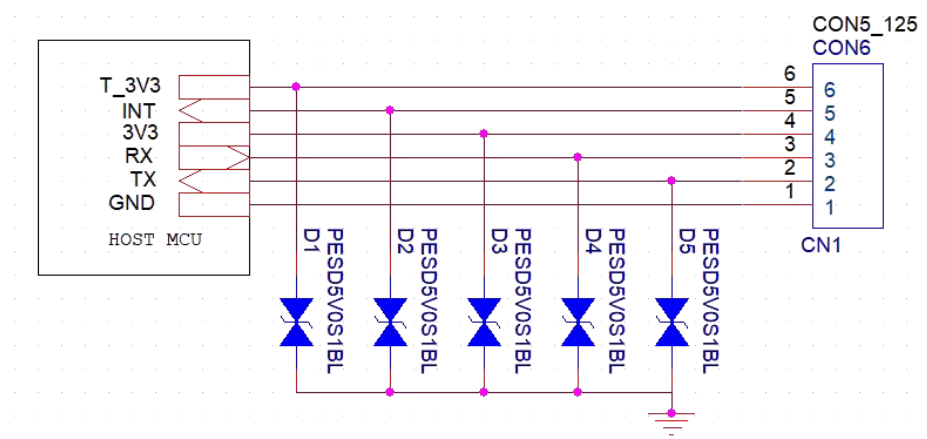 CON5_125
CON6
T_3V3
INT
3V3
RX
TX
GND
HOST MCU
6
5
4
3
2
1
6
5
4
3
2
1
CN1
D1
PESD5V0S1BL
D2
PESD5V0S1BL
D3
PESD5V0S1BL
D4
PESD5V0S1BL
D5
PESD5V0S1BL